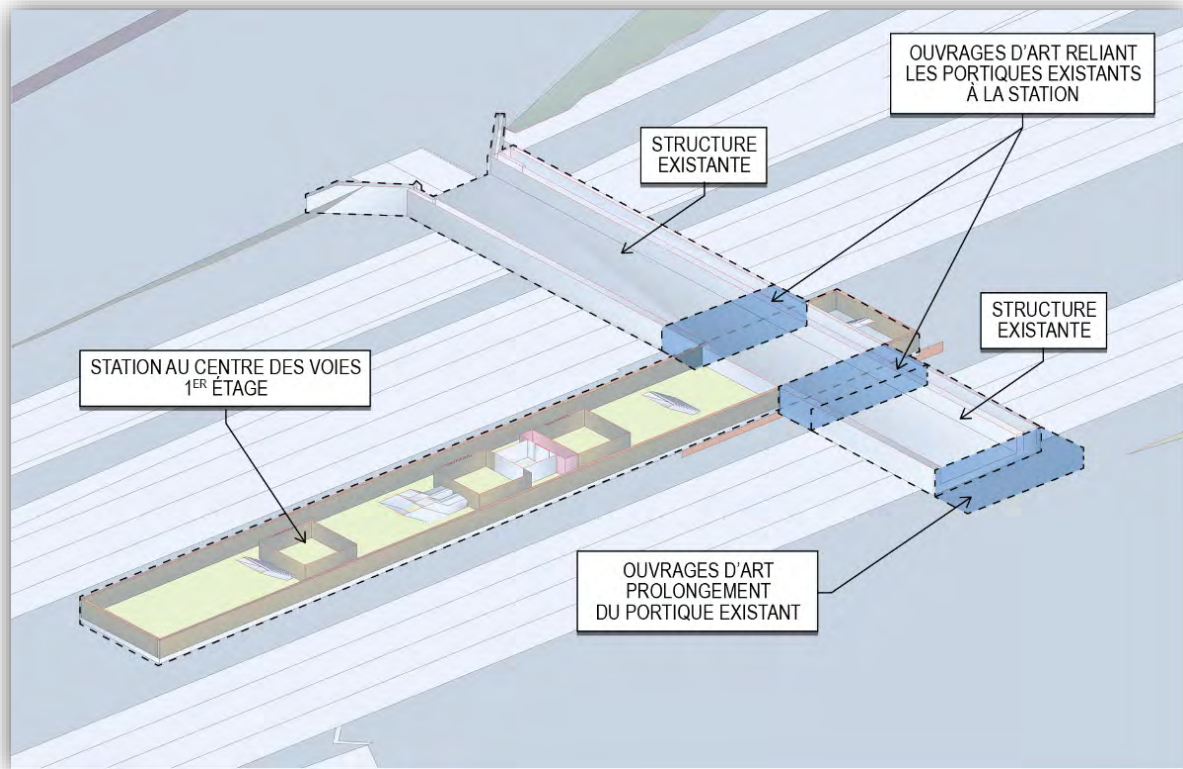 OUVRAGES D'ART RELIANT
LES PORTIQUES EXISTANTS
À LA STATION
STRUCTURE
EXISTANTE
STRUCTURE
EXISTANTE
STATION AU CENTRE DES VOIES
1ER ÉTAGE
OUVRAGES D'ART
PROLONGEMENT
DU PORTIQUE EXISTANT